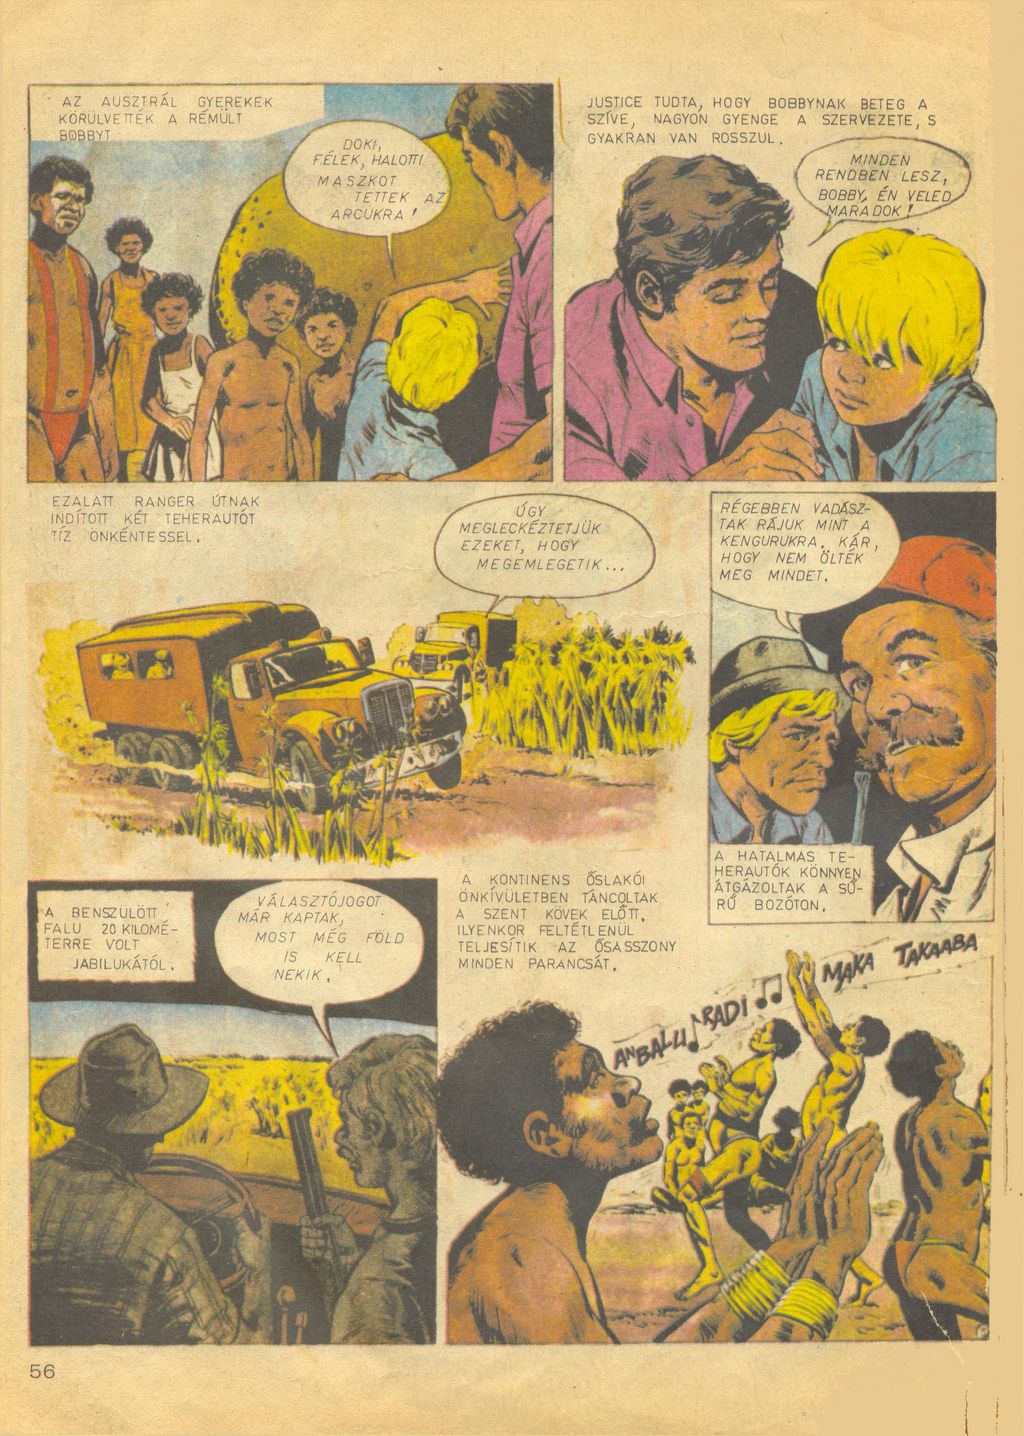 AZ AUSZTRÁL GYEREKEK
KÖRÜLVETTÉK A RÉMÜLT
BOBBYT
DOKI,
FÉLEK, HALOTTI
MASZKOT
TETTEK AZ
ARCUKRA !
JUSTICE TUDTA, HOGY BOBBYNAK BETEG A
SZÍVE, NAGYON GYENGE A SZERVEZETE, S
GYAKRAN VAN ROSSZUL.
MINDEN
RENDBEN LESZ,
BOBBY, ÉN VELED
MARADOK !
EZALATT RANGER ÚTNAK
INDÍTOTT KÉT TEHERAUTÓT
TÍZ ÖNKÉNTESSEL.
ÚGY
MEGLECKÉZTETJÜK
EZEKET, HOGY
MEGEMLEGETIK...
RÉGEBBEN VADÁSZ-
TAK RÁJUK MINT A
KENGURUKRA. KÁR,
HOGY NEM ÖLTÉK
MEG MINDET.
A HATALMAS TE-
HERAUTÓK KÖNNYEN
ÁTGÁZOLTAK A SŰ-
RŰ BOZÓTON.
A BENSZÜLÖTT
FALU 20 KILOMÉ-
TERRE VOLT
JABILUKÁTÓL.
VÁLASZTÓJOGOT
MÁR KAPTAK,
MOST MÉG FÖLD
IS KELL
NEKIK.
A KONTINENS ŐSLAKÓI
ÖNKÍVÜLETBEN TÁNCOLTAK
A SZENT KÖVEK ELŐTT.
ILYENKOR FELTÉTLENÜL
TELJESÍTIK AZ ŐSASSZONY
MINDEN PARANCSÁT.
ANBALU RADI
MAKA TAKAABA
56